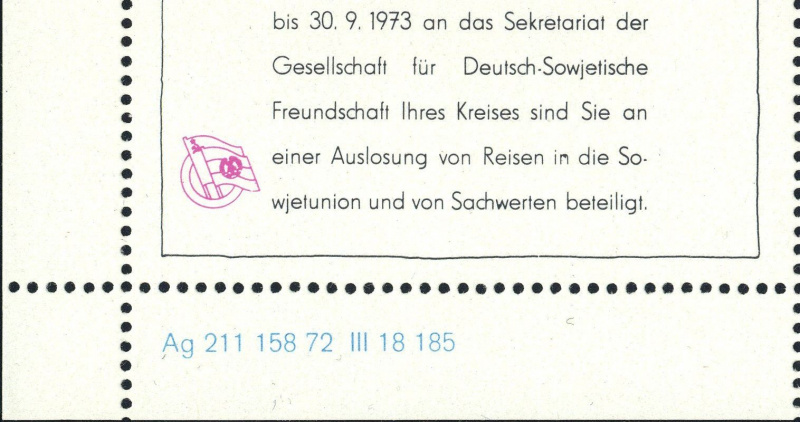 bis 30. 9. 1973 an das Sekretariat der
Gesellschaft für Deutsch-Sowjetische
Freundschaft Ihres Kreises sind Sie an
einer Auslosung von Reisen in die So-
wjetunion und von Sachwerten beteiligt.
Ag 211 158 72 III 18 185